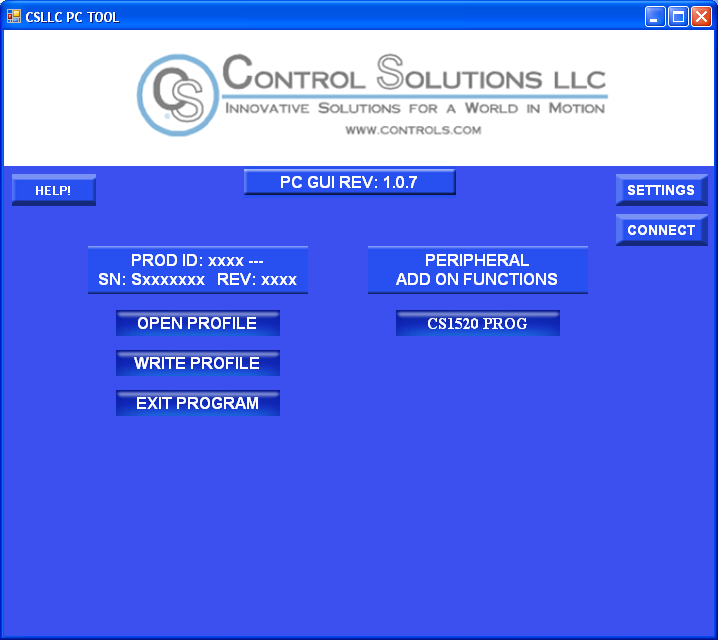 CSLLC PC TOOL
CS
CONTROL SOLUTIONS LLC
INNOVATIVE SOLUTIONS FOR A WORLD IN MOTION
WWW.CONTROLS.COM
HELP!
PC GUI REV: 1.0.7
SETTINGS
CONNECT
PROD ID: xxxx ---
SN: Sxxxxxxx REV: xxxx
PERIPHERAL
ADD ON FUNCTIONS
OPEN PROFILE
CS1520 PROG
WRITE PROFILE
EXIT PROGRAM